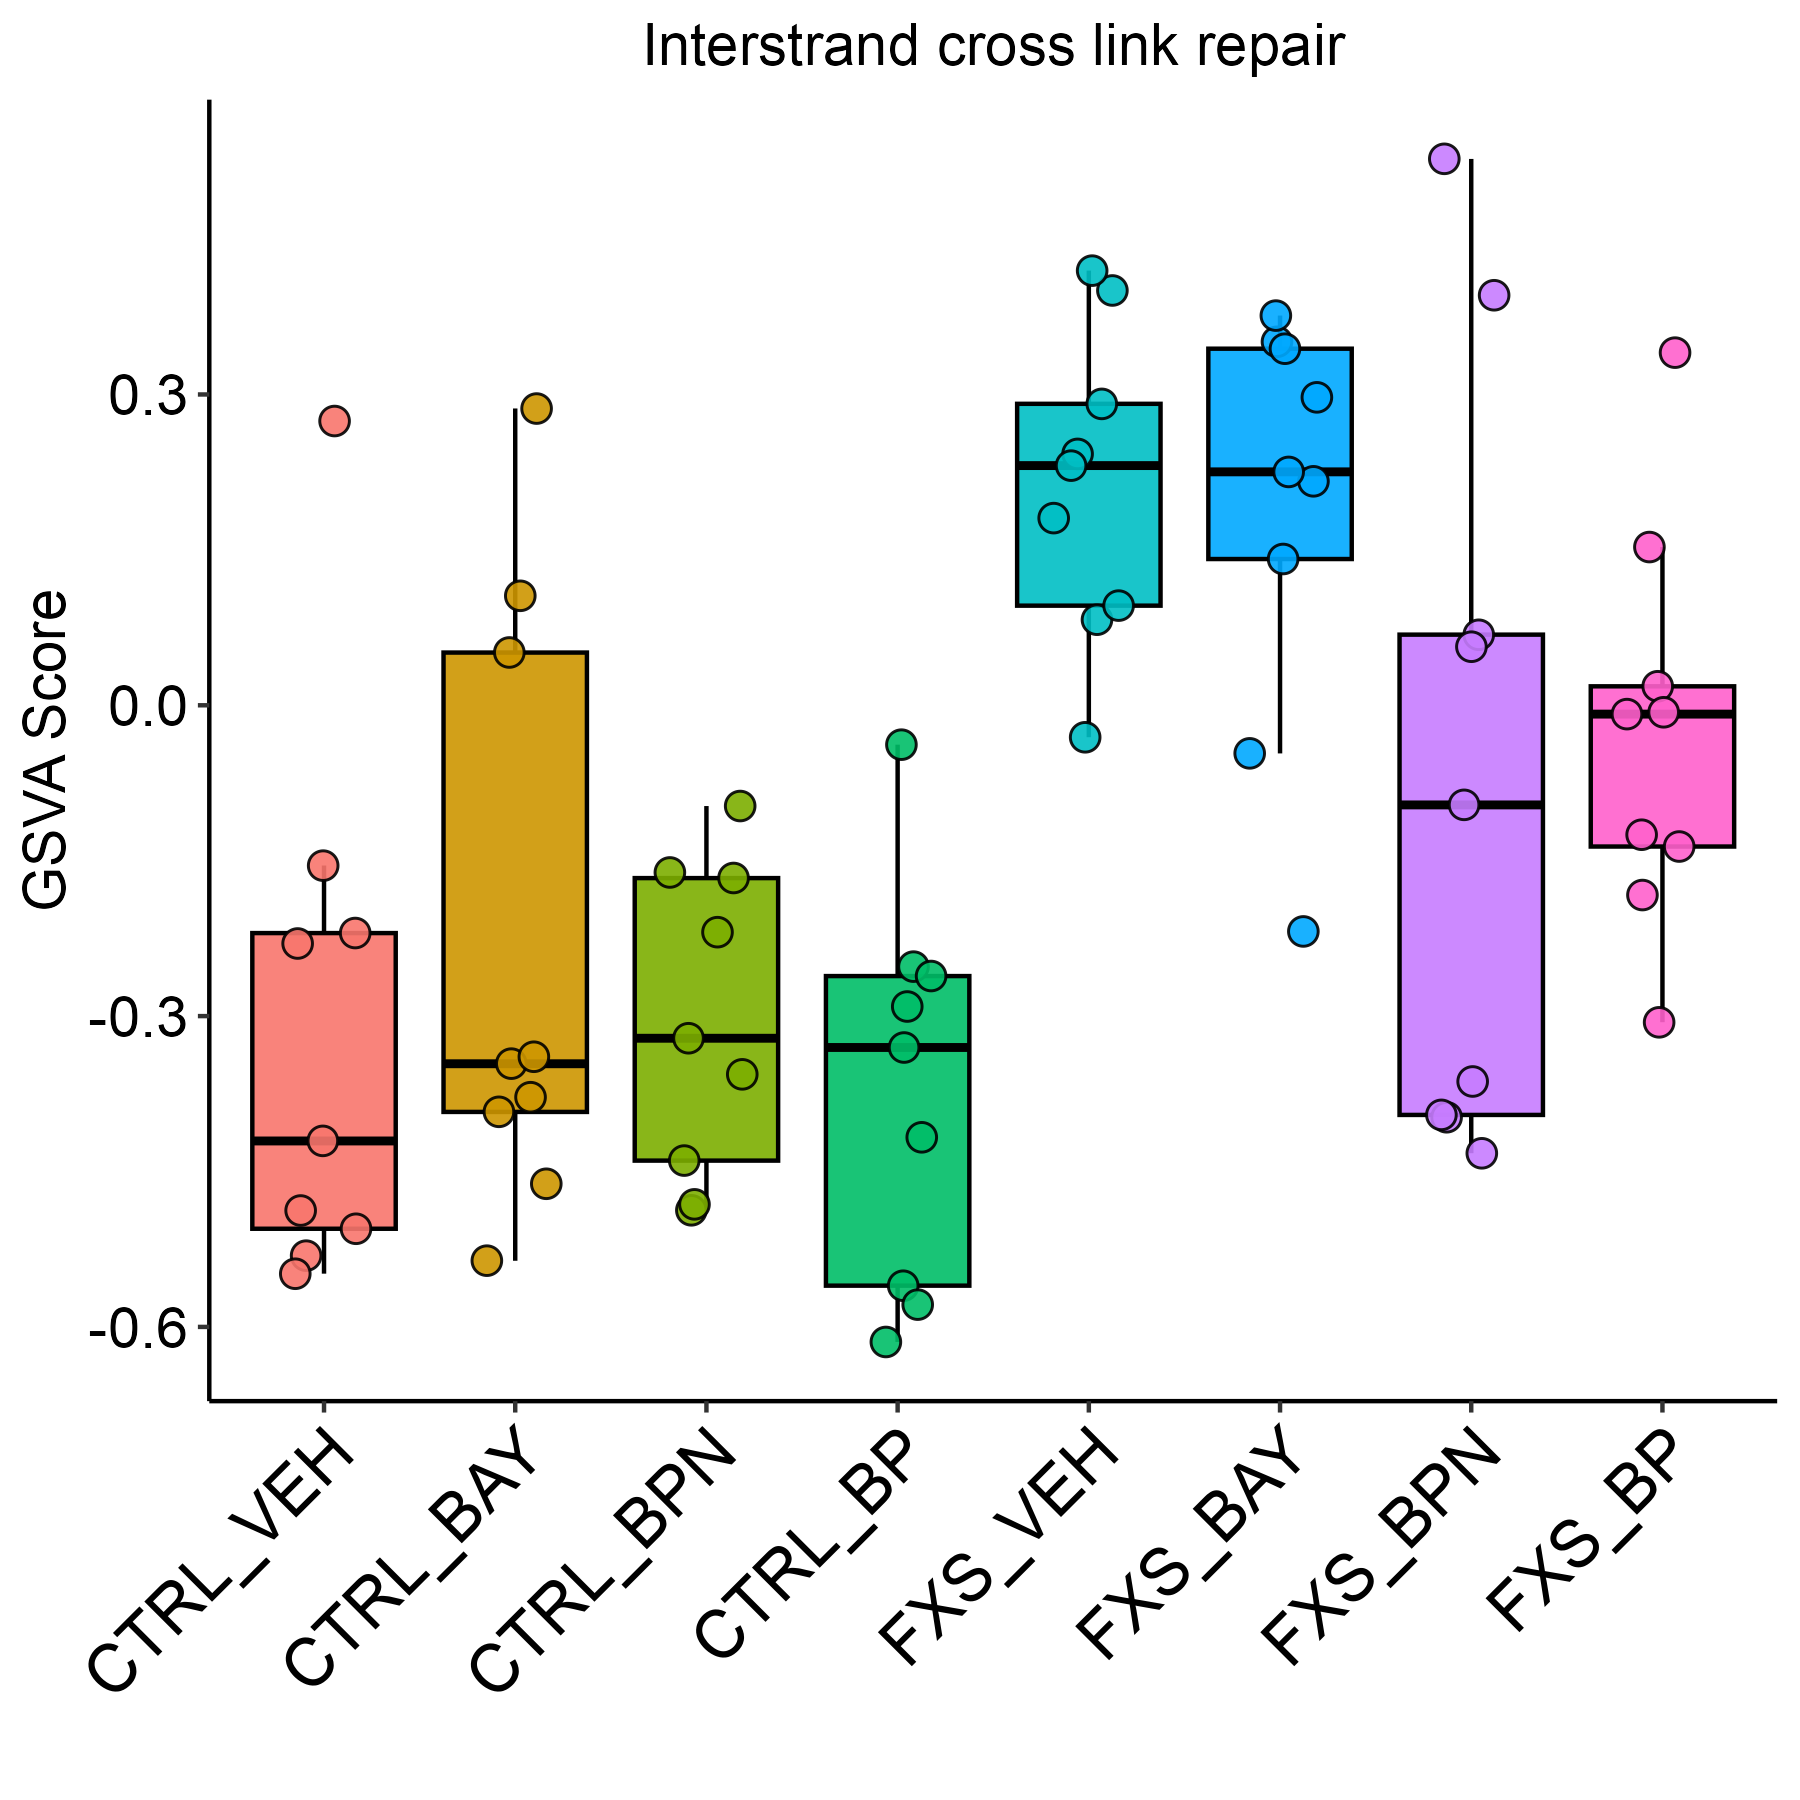 Interstrand cross link repair
GSVA Score
0.3
0.0
-0.3
-0.6
CTRL_VEH
CTRL_BAY
CTRL_BPN
CTRL_BP
FXS_VEH
FXS_BAY
FXS_BPN
FXS_BP